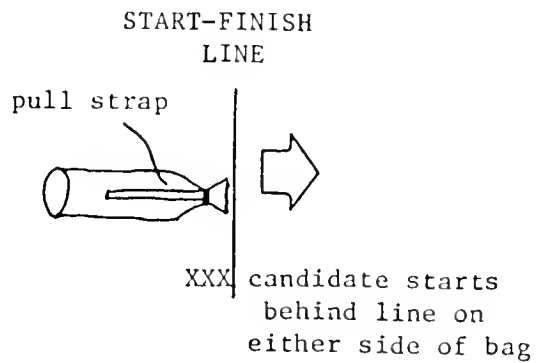 START-FINISH
LINE
pull strap
XXX candidate starts
behind line on
either side of bag